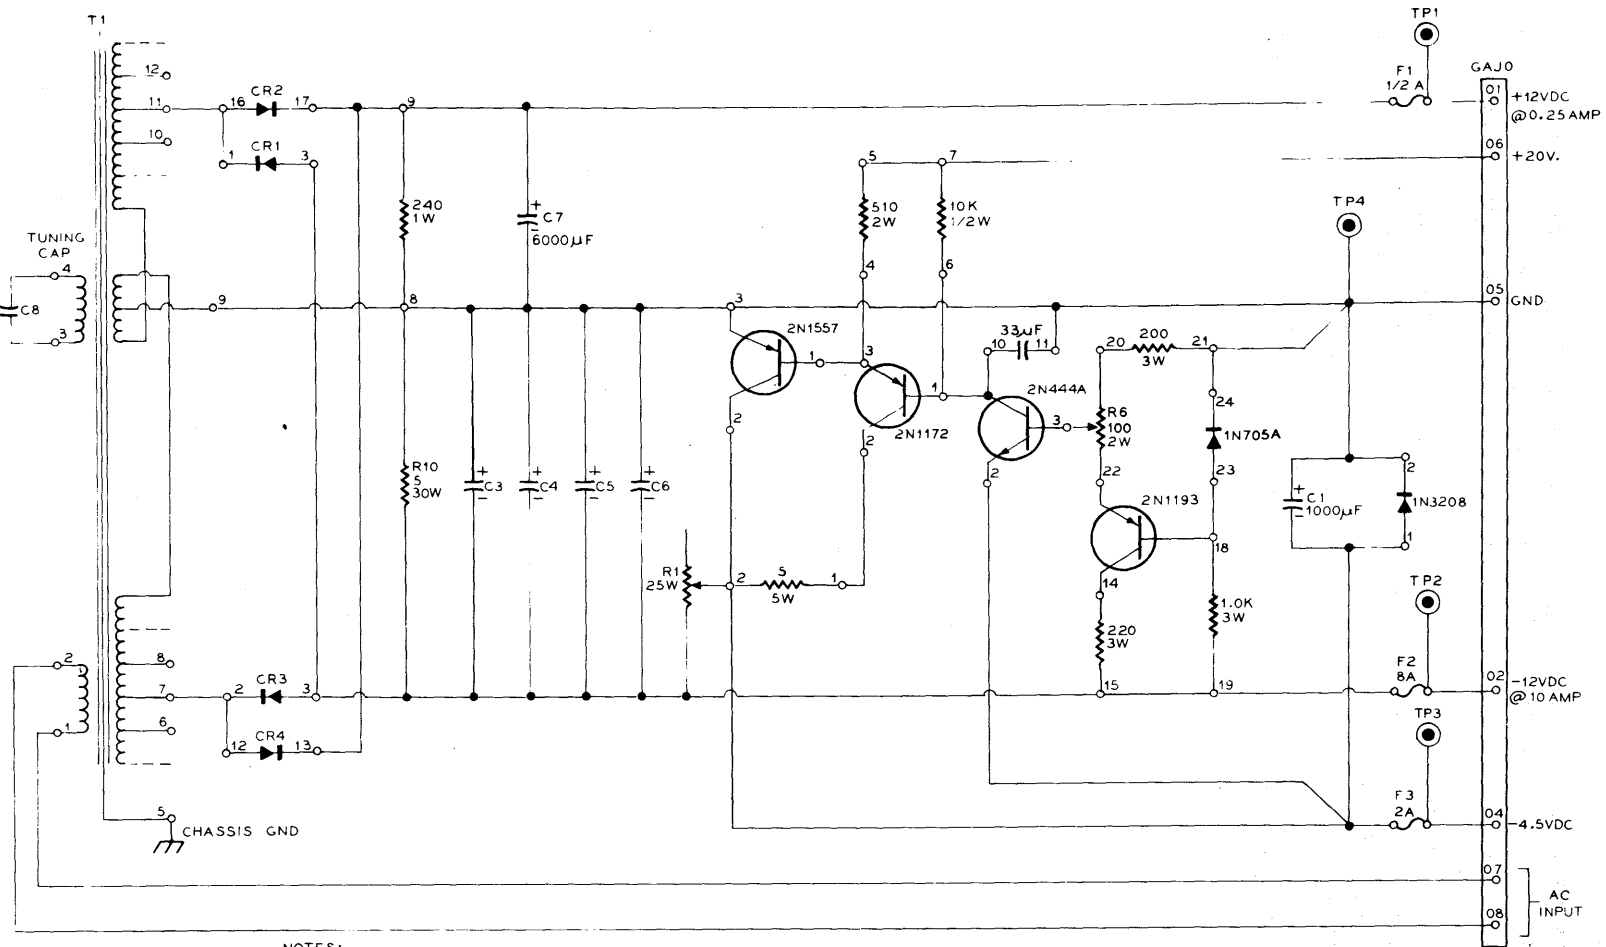 T1
TP1
F1
1/2 A
GAJO
01
+12VDC
@0.25 AMP
12
11
16
CR2
17
9
10
1
CR1
3
06
+20V.
5
7
240
1W
+
C7
-
6000µF
510
2W
10K
1/2W
TP4
TUNING
CAP
4
C8
3
9
8
3
4
6
05
GND
2N1557
1
3
33µF
10
11
20
200
3W
21
2N444A
1
2N1172
2
2
3
R6
100
2W
24
1N705A
23
22
2
R10
5
30W
+
C3
-
+
C4
-
+
C5
-
+
C6
-
2N1193
18
+
C1
-
1000µF
2
1N3208
1
R1
25W
2
5
5W
1
14
220
3W
1.0K
3W
TP2
2
1
8
7
6
2
CR3
3
15
19
F2
8A
02
-12VDC
@ 10 AMP
12
CR4
13
TP3
F3
2A
04
-4.5VDC
5
CHASSIS GND
07
08
AC
INPUT
NOTES: